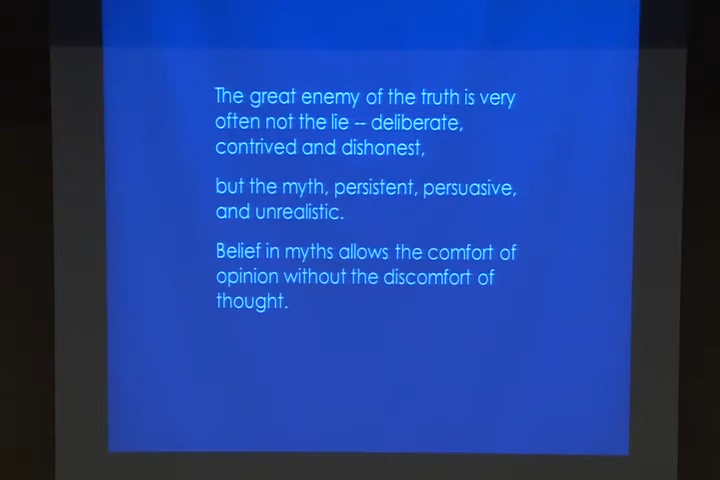 The great enemy of the truth is very
often not the lie -- deliberate,
contrived and dishonest,
but the myth, persistent, persuasive,
and unrealistic.
Belief in myths allows the comfort of
opinion without the discomfort of
thought.